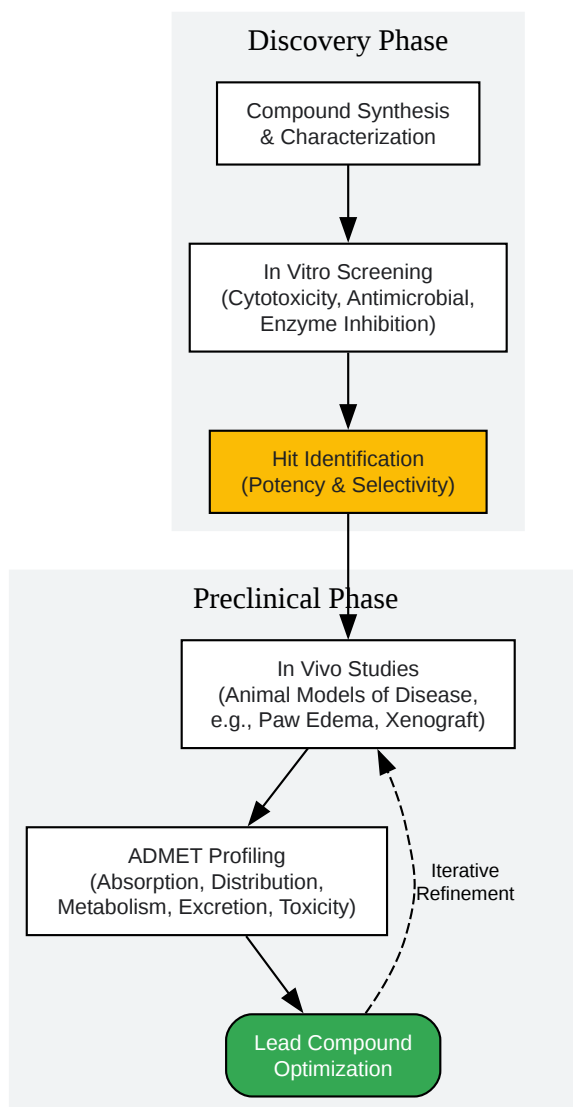 Discovery Phase
Compound Synthesis
& Characterization
In Vitro Screening
(Cytotoxicity, Antimicrobial,
Enzyme Inhibition)
Hit Identification
(Potency & Selectivity)
Preclinical Phase
In Vivo Studies
(Animal Models of Disease,
e.g., Paw Edema, Xenograft)
ADMET Profiling
(Absorption, Distribution,
Metabolism, Excretion, Toxicity)
Iterative
Refinement
Lead Compound
Optimization